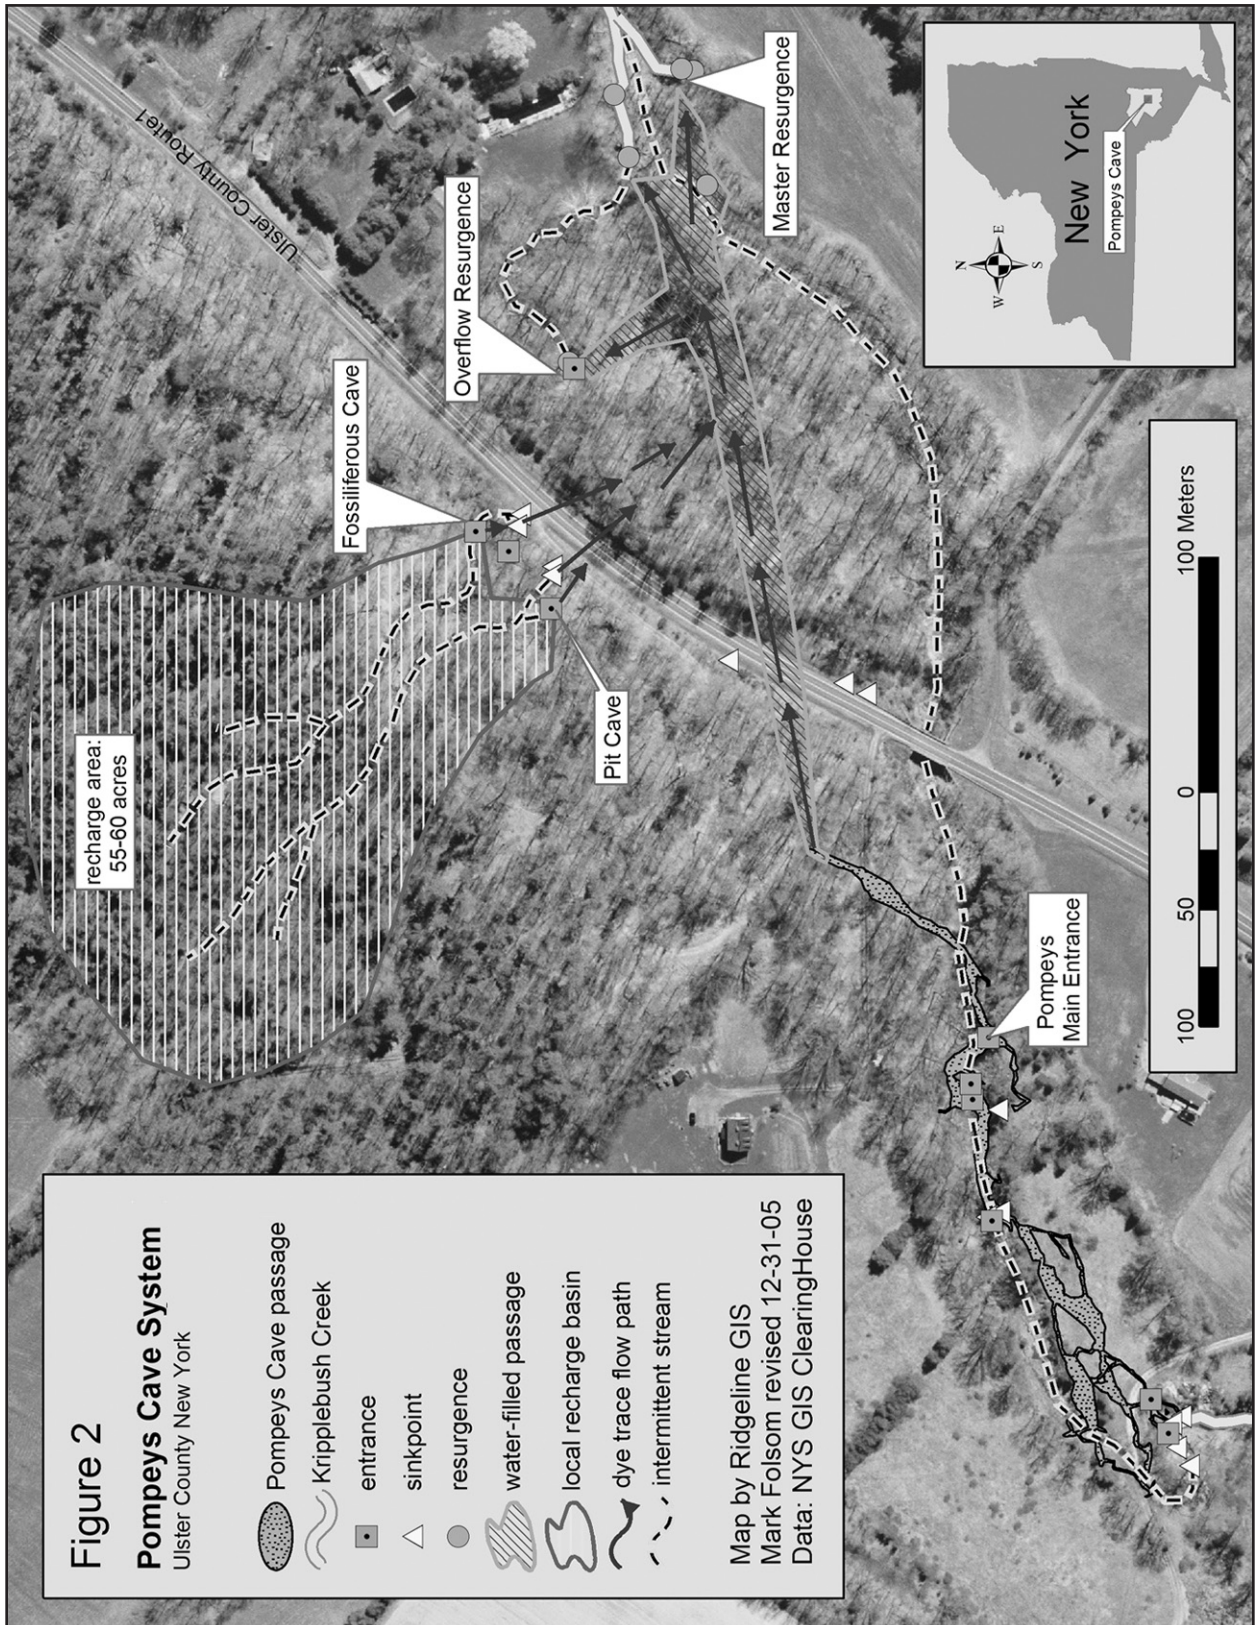 Figure 2
Pompeys Cave System
Ulster County New York
Pompeys Cave passage
Kripplebush Creek
entrance
sinkpoint
resurgence
water-filled passage
local recharge basin
dye trace flow path
intermittent stream
Map by Ridgeline GIS
Mark Folsom revised 12-31-05
Data: NYS GIS ClearingHouse
recharge area:
55-60 acres
Fossiliferous Cave
Pit Cave
Overflow Resurgence
Ulster County Route1
Master Resurgence
Pompeys
Main Entrance
100
50
0
100 Meters
N
E
S
W
New York
Pompeys Cave